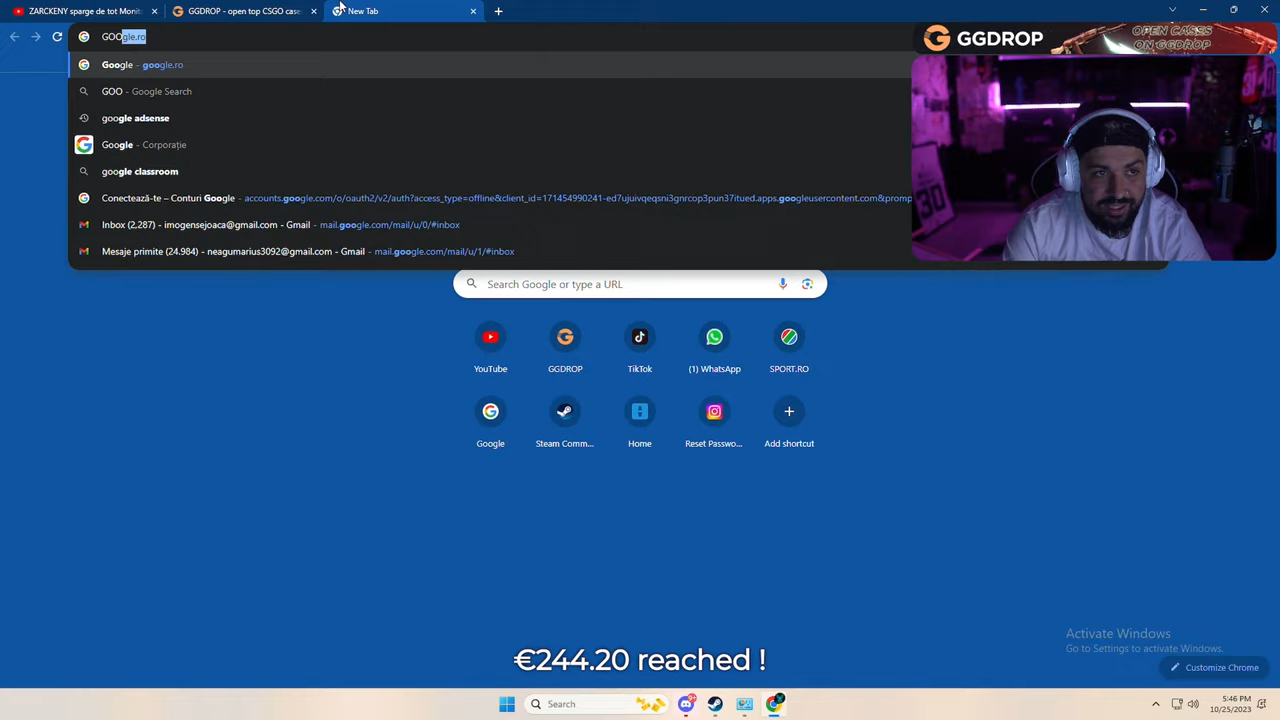 ZARCKENY sparge de tot Monit
GGDROP - open top CSGO case
New Tab
GOOgle.ro
Google - google.ro
GOO - Google Search
google adsense
Google - Corporație
google classroom
Conectează-te – Conturi Google - accounts.google.com/o/oauth2/v2/auth?access_type=offline&client_id=171454990241-ed7ujuivqeqsni3gnrcop3pun37itued.apps.googleusercontent.com&promp
Inbox (2,287) - imogensejoaca@gmail.com - Gmail - mail.google.com/mail/u/0/#inbox
Mesaje primite (24.984) - neagumarius3092@gmail.com - Gmail - mail.google.com/mail/u/1/#inbox
GGDROP
OPEN CASES
ON GGDROP
Search Google or type a URL
YouTube
GGDROP
TikTok
(1) WhatsApp
SPORT.RO
Google
Steam Comm...
Home
Reset Passwo...
Add shortcut
€244.20 reached !
Activate Windows
Go to Settings to activate Windows.
Customize Chrome
Search
5:46 PM
10/25/2023